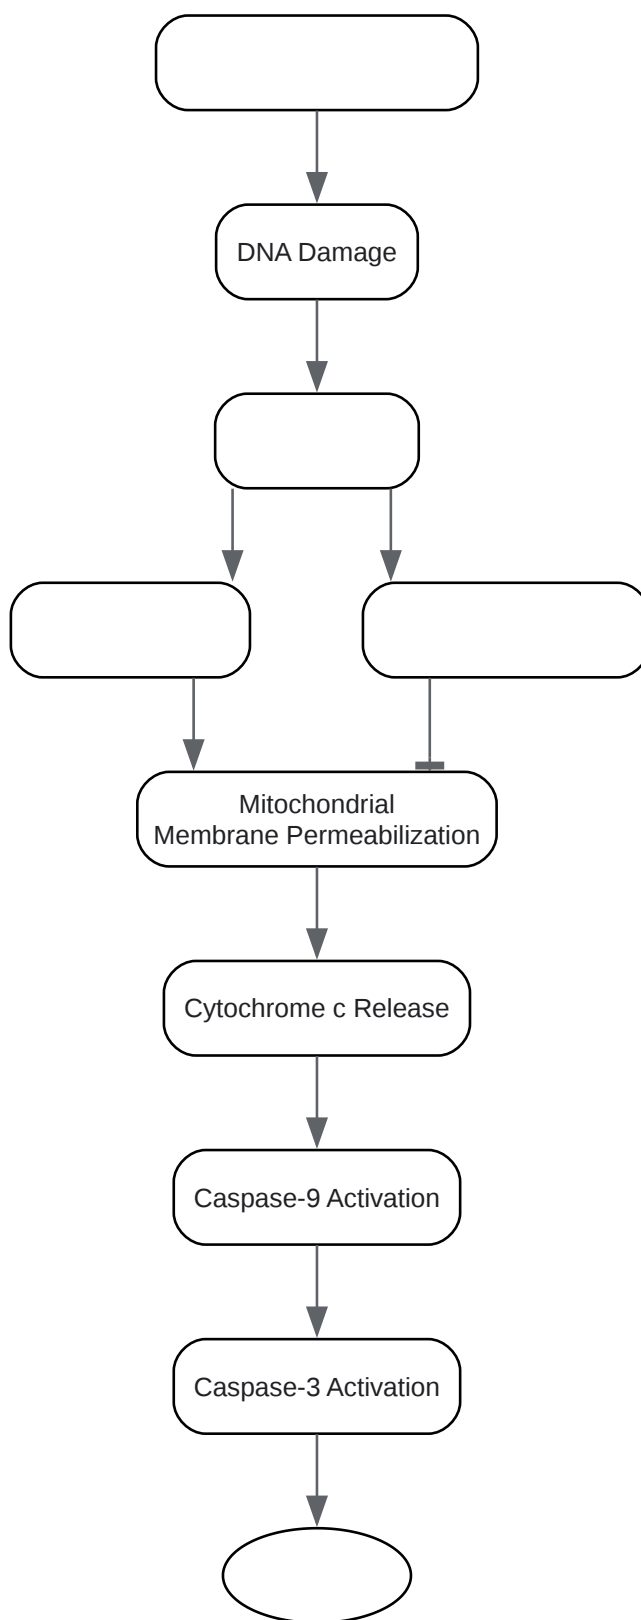 DNA Damage
Mitochondrial
Membrane Permeabilization
Cytochrome c Release
Caspase-9 Activation
Caspase-3 Activation